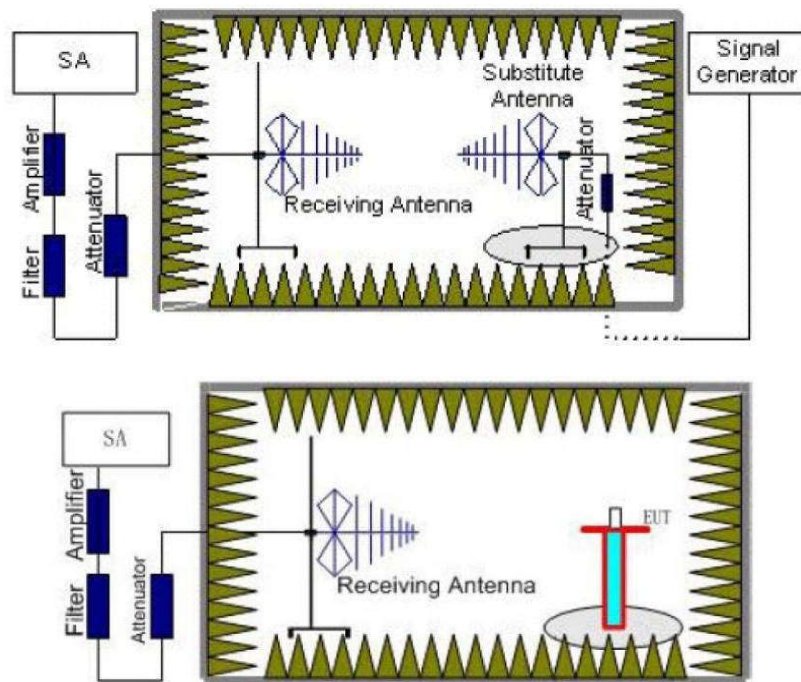 SA
Signal
Generator
Substitute
Antenna
Amplifier
Attenuator
Attenuator
Filter
Receiving Antenna
SA
Amplifier
EUT
Filter
Attenuator
Receiving Antenna